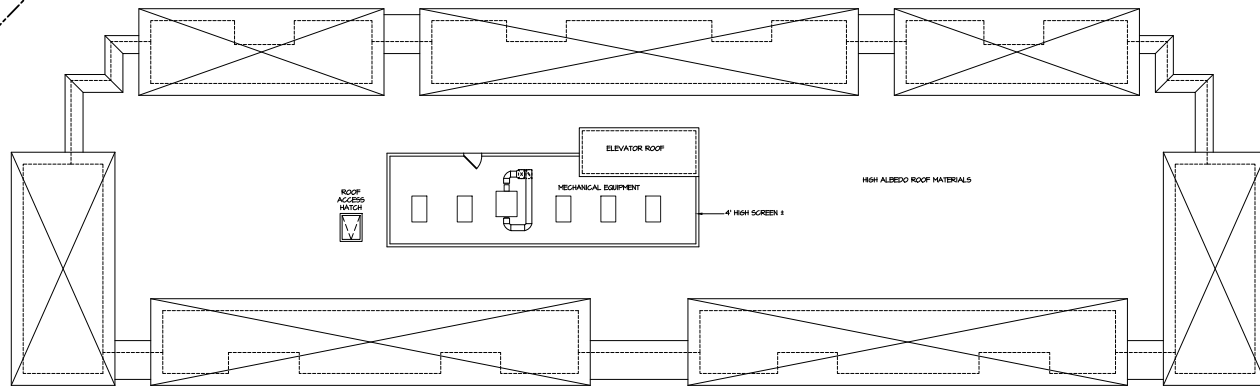 ELEVATOR ROOF
MECHANICAL EQUIPMENT
HIGH ALBEDO ROOF MATERIALS
ROOF
ACCESS
HATCH
4' HIGH SCREEN ±